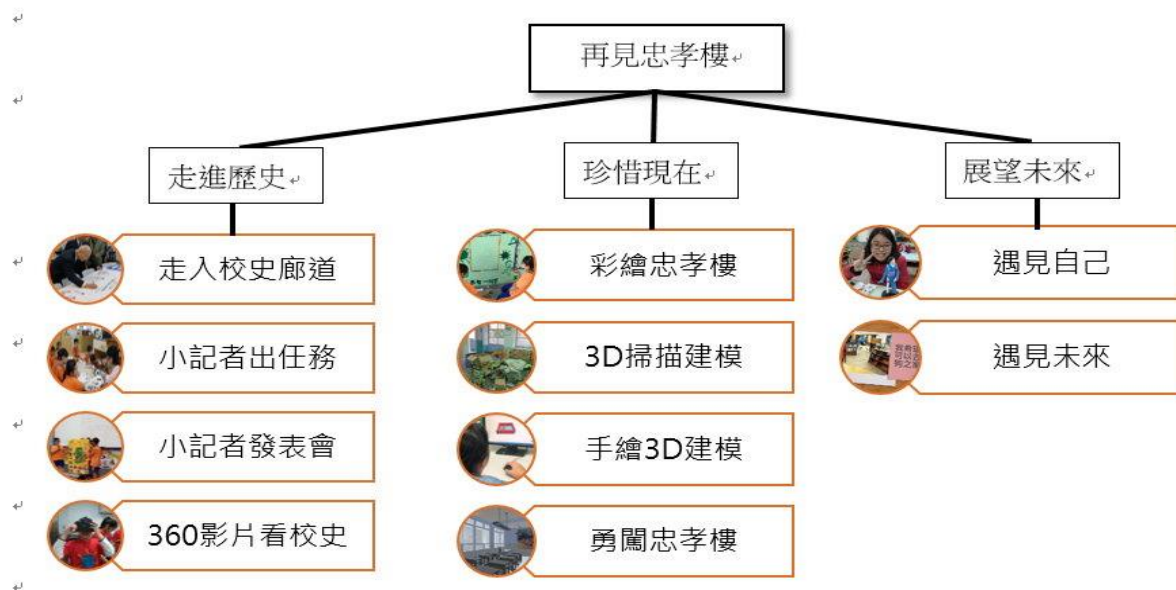 再見忠孝樓
走進歷史
珍惜現在
展望未來
走入校史廊道
小記者出任務
小記者發表會
360影片看校史
彩繪忠孝樓
3D掃描建模
手繪3D建模
勇闖忠孝樓
遇見自己
遇見未來